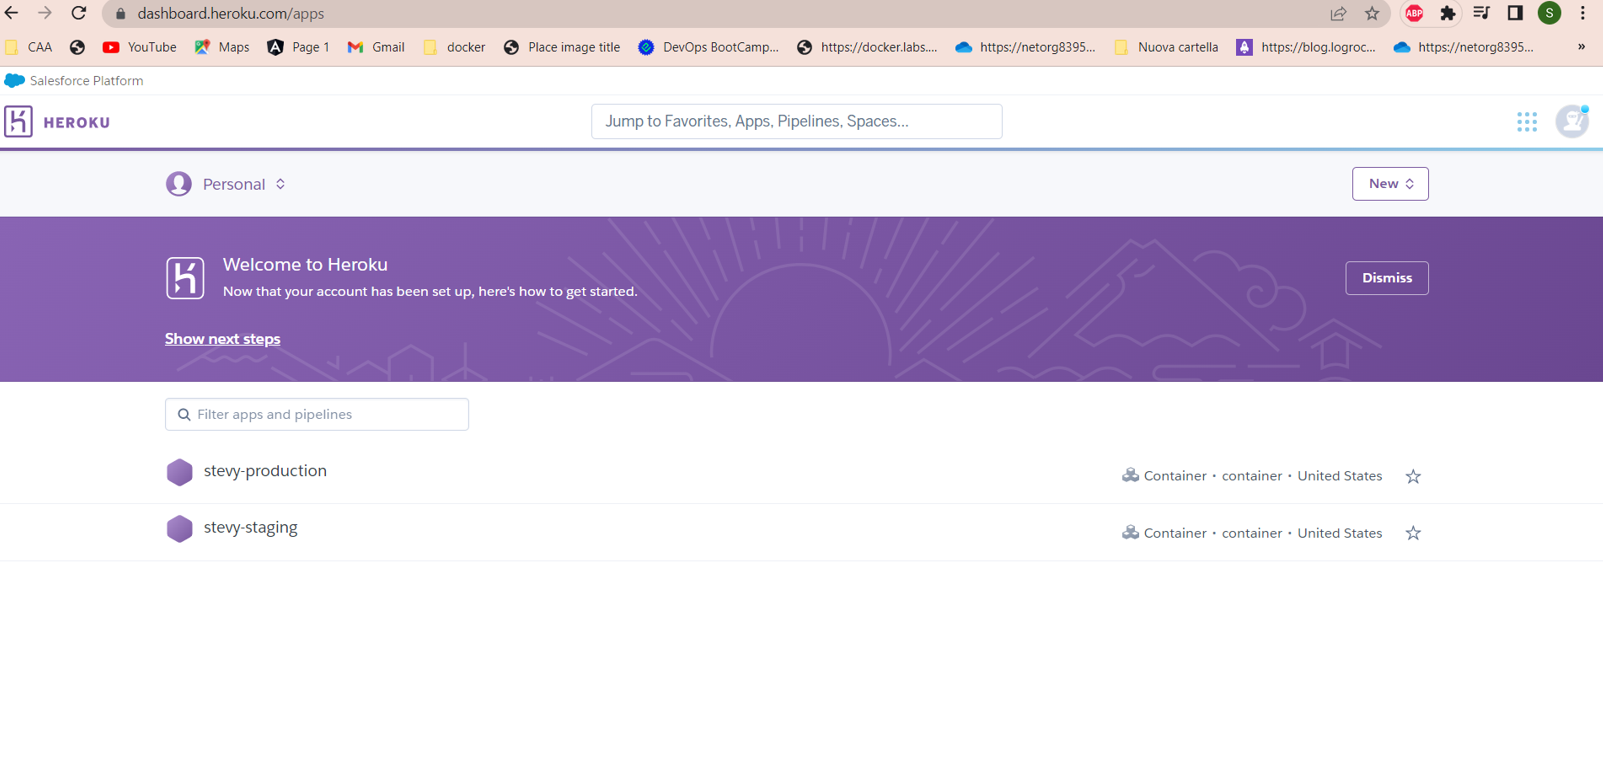 dashboard.heroku.com/apps
ABP
S
CAA YouTube Maps Page 1 Gmail docker Place image title DevOps BootCamp... https://docker.labs.... https://netorg8395... Nuova cartella https://blog.logroc... https://netorg8395... »
Salesforce Platform
HEROKU
Jump to Favorites, Apps, Pipelines, Spaces...
Personal
New
Welcome to Heroku
Now that your account has been set up, here's how to get started.
Dismiss
Show next steps
Filter apps and pipelines
stevy-production
Container • container • United States
stevy-staging
Container • container • United States